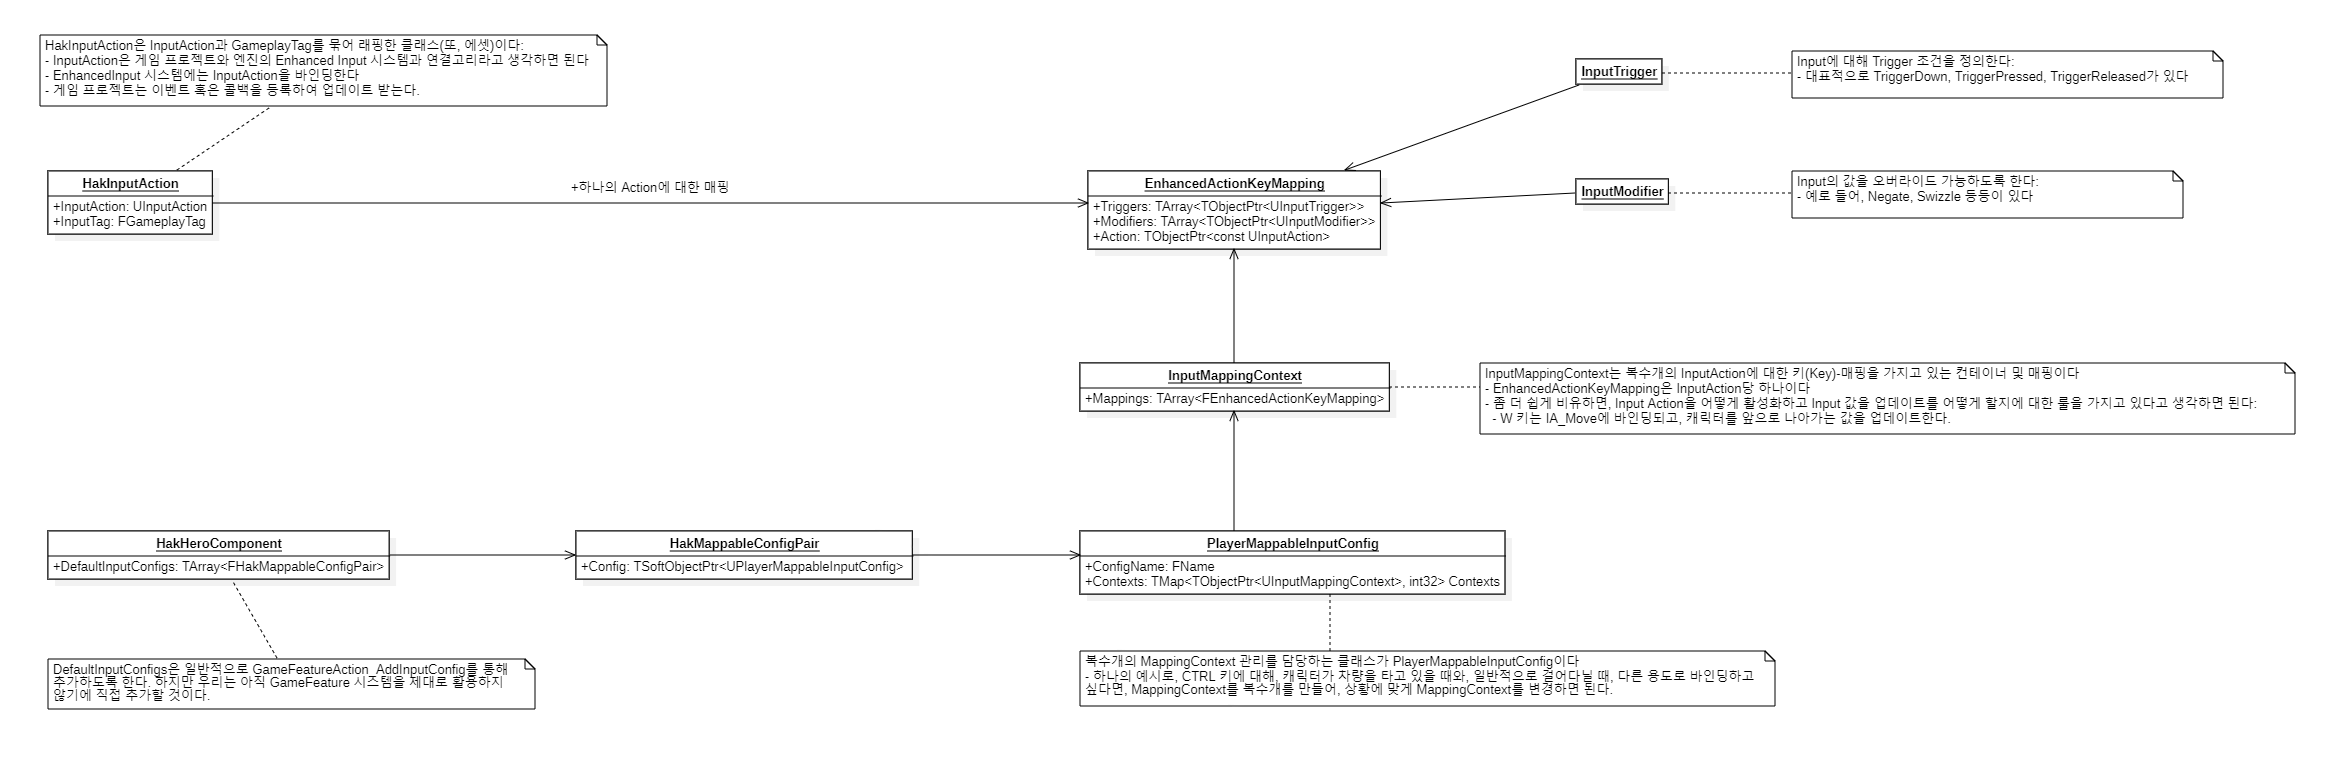 HakInputAction은 InputAction과 GameplayTag를 묶어 래핑한 클래스(또, 에셋)이다:
- InputAction은 게임 프로젝트와 엔진의 Enhanced Input 시스템과 연결고리라고 생각하면 된다
- EnhancedInput 시스템에는 InputAction을 바인딩한다
- 게임 프로젝트는 이벤트 혹은 콜백을 등록하여 업데이트 받는다.
InputTrigger
Input에 대해 Trigger 조건을 정의한다:
- 대표적으로 TriggerDown, TriggerPressed, TriggerReleased가 있다
HakInputAction
+InputAction: UInputAction
+InputTag: FGameplayTag
+하나의 Action에 대한 매핑
EnhancedActionKeyMapping
+Triggers: TArray<TObjectPtr<UInputTrigger>>
+Modifiers: TArray<TObjectPtr<UInputModifier>>
+Action: TObjectPtr<const UInputAction>
InputModifier
Input의 값을 오버라이드 가능하도록 한다:
- 예로 들어, Negate, Swizzle 등등이 있다
InputMappingContext
+Mappings: TArray<FEnhancedActionKeyMapping>
InputMappingContext는 복수개의 InputAction에 대한 키(Key)-매핑을 가지고 있는 컨테이너 및 매핑이다
- EnhancedActionKeyMapping은 InputAction당 하나이다
- 좀 더 쉽게 비유하면, Input Action을 어떻게 활성화하고 Input 값을 업데이트를 어떻게 할지에 대한 룰을 가지고 있다고 생각하면 된다:
- W 키는 IA_Move에 바인딩되고, 캐릭터를 앞으로 나아가는 값을 업데이트한다.
HakHeroComponent
+DefaultInputConfigs: TArray<FHakMappableConfigPair>
HakMappableConfigPair
+Config: TSoftObjectPtr<UPlayerMappableInputConfig>
PlayerMappableInputConfig
+ConfigName: FName
+Contexts: TMap<TObjectPtr<UInputMappingContext>, int32> Contexts
DefaultInputConfigs은 일반적으로 GameFeatureAction_AddInputConfig를 통해
추가하도록 한다. 하지만 우리는 아직 GameFeature 시스템을 제대로 활용하지
않기에 직접 추가할 것이다.
복수개의 MappingContext 관리를 담당하는 클래스가 PlayerMappableInputConfig이다
- 하나의 예시로, CTRL 키에 대해, 캐릭터가 차량을 타고 있을 때와, 일반적으로 걸어다닐 때, 다른 용도로 바인딩하고
싶다면, MappingContext를 복수개를 만들어, 상황에 맞게 MappingContext를 변경하면 된다.